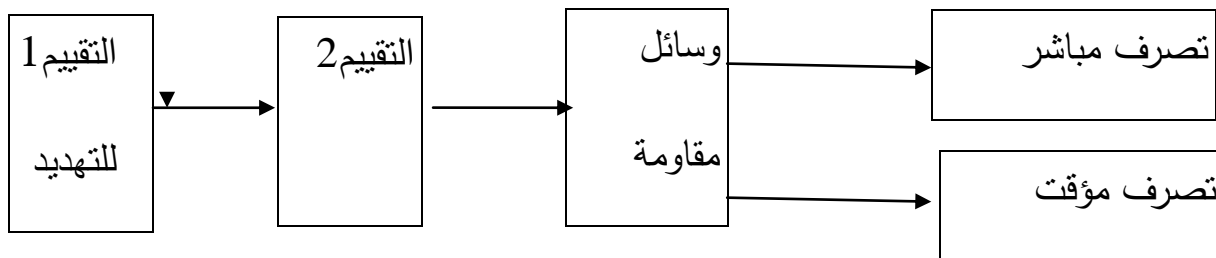 التقييم1
للتهديد
التقييم2
وسائل
مقاومة
تصرف مباشر
تصرف مؤقت